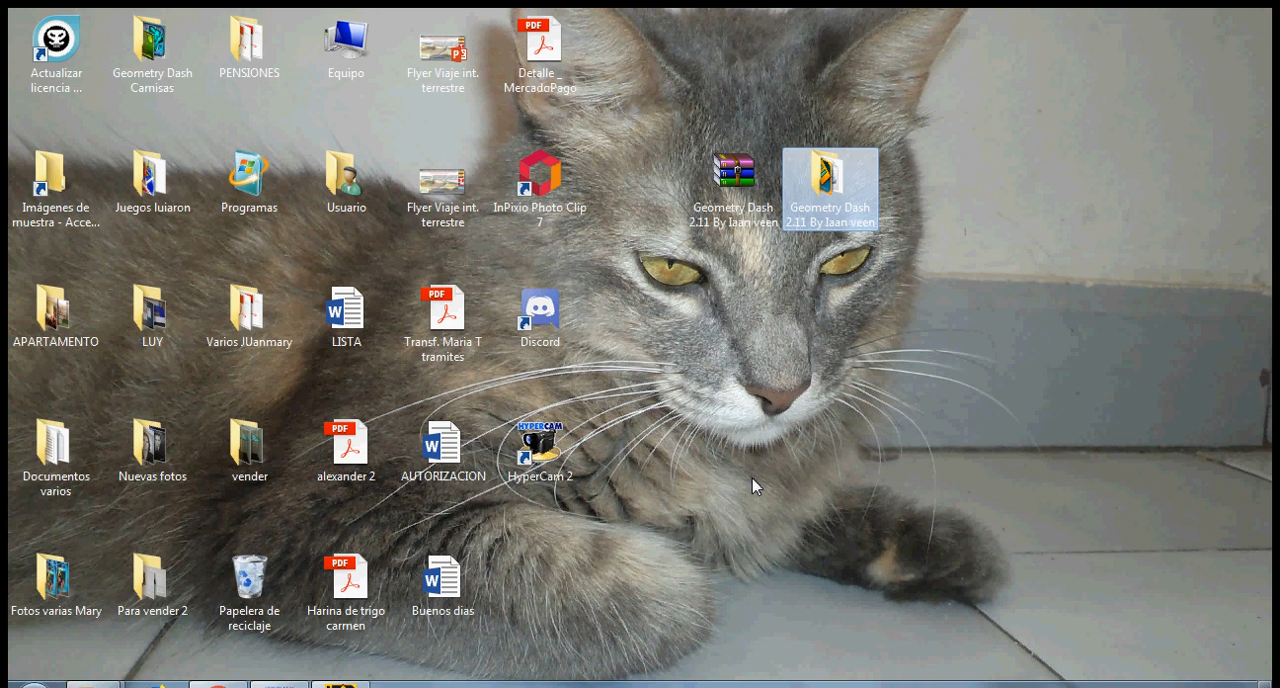 PDF
Actualizar
licencia ...
Geometry Dash
Camisas
PENSIONES
Equipo
Flyer Viaje int.
terrestre
Detalle_
MercadoPago
Imágenes de
muestra - Acce...
Juegos luiaron
Programas
Usuario
Flyer Viaje int.
terrestre
InPixio Photo Clip
7
Geometry Dash
2.11 By Iaan veen
Geometry Dash
2.11 By Iaan veen
PDF
APARTAMENTO
LUY
Varios JUanmary
LISTA
Transf. Maria T
tramites
Discord
PDF
HYPERCAM
Documentos
varios
Nuevas fotos
vender
alexander 2
AUTORIZACION
HyperCam 2
PDF
Fotos varias Mary
Para vender 2
Papelera de
reciclaje
Harina de trigo
carmen
Buenos dias